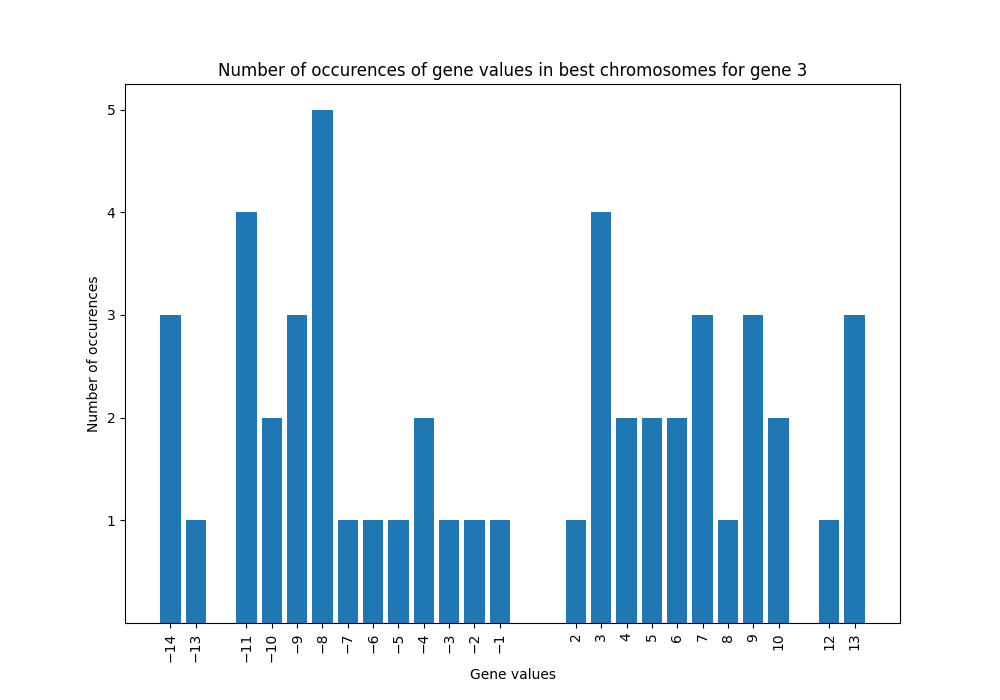 Number of occurences of gene values in best chromosomes for gene 3
5
4
3
2
1
Number of occurences
−14 −13 −11 −10 −9 −8 −7 −6 −5 −4 −3 −2 −1 2 3 4 5 6 7 8 9 10 12 13
Gene values